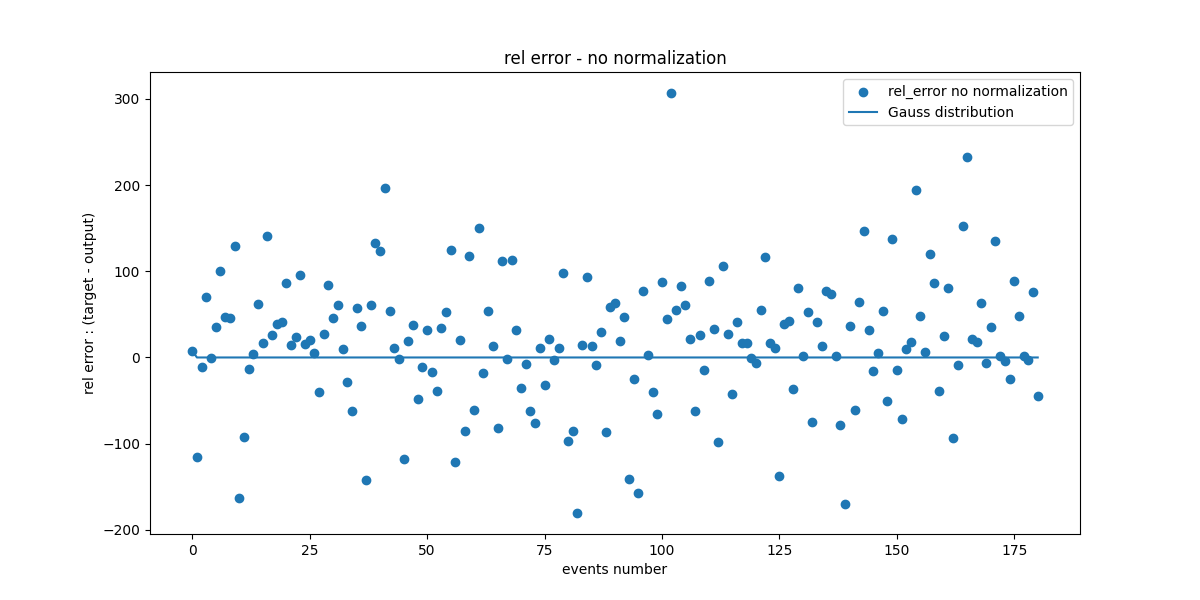 rel error - no normalization
rel_error no normalization
Gauss distribution
rel error : (target - output)
300
200
100
0
−100
−200
0
25
50
75
100
125
150
175
events number